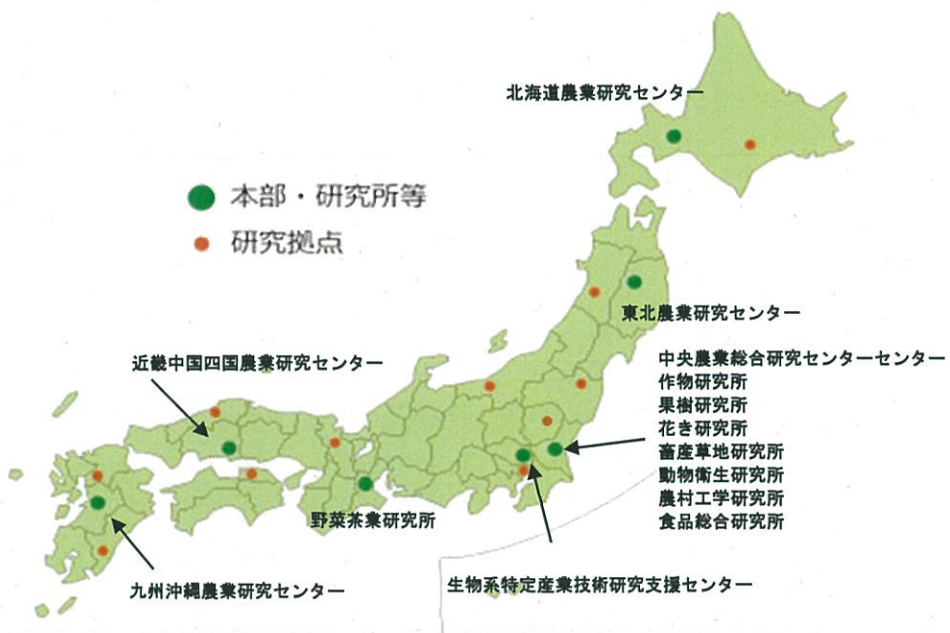 北海道農業研究センター
本部・研究所等
研究拠点
東北農業研究センター
近畿中国四国農業研究センター
中央農業総合研究センターセンター
作物研究所
果樹研究所
花き研究所
畜産草地研究所
動物衛生研究所
農村工学研究所
食品総合研究所
野菜茶業研究所
九州沖縄農業研究センター
生物系特定産業技術研究支援センター